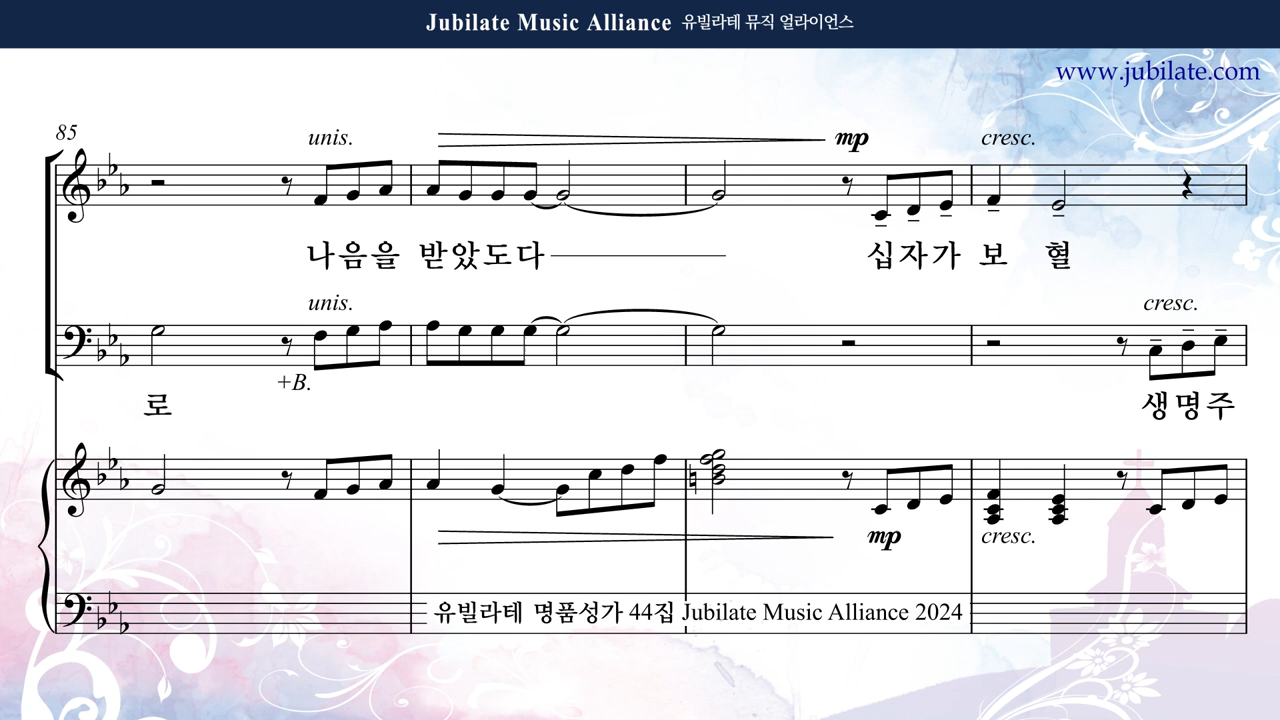 Jubilate Music Alliance 유빌라테 뮤직 얼라이언스
www.jubilate.com
85
unis. mp cresc.
나음을 받았도다 십자가 보 혈
unis. cresc.
+B.
로 생명주
mp cresc.
유빌라테 명품성가 44집 Jubilate Music Alliance 2024